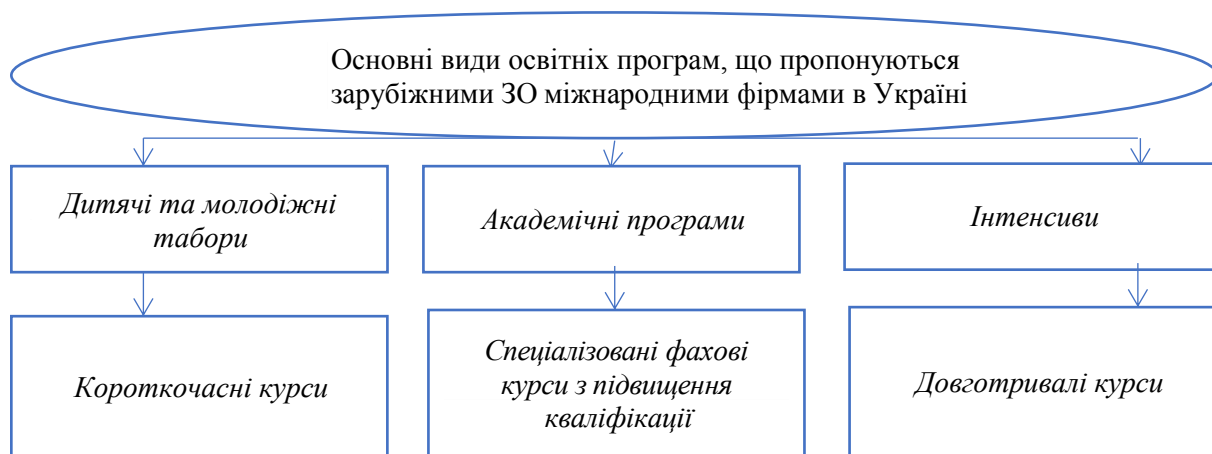 Основні види освітніх програм, що пропонуються
зарубіжними ЗО міжнародними фірмами в Україні
Дитячі та молодіжні
табори
Академічні програми
Інтенсиви
Короткочасні курси
Спеціалізовані фахові
курси з підвищення
кваліфікації
Довготривалі курси